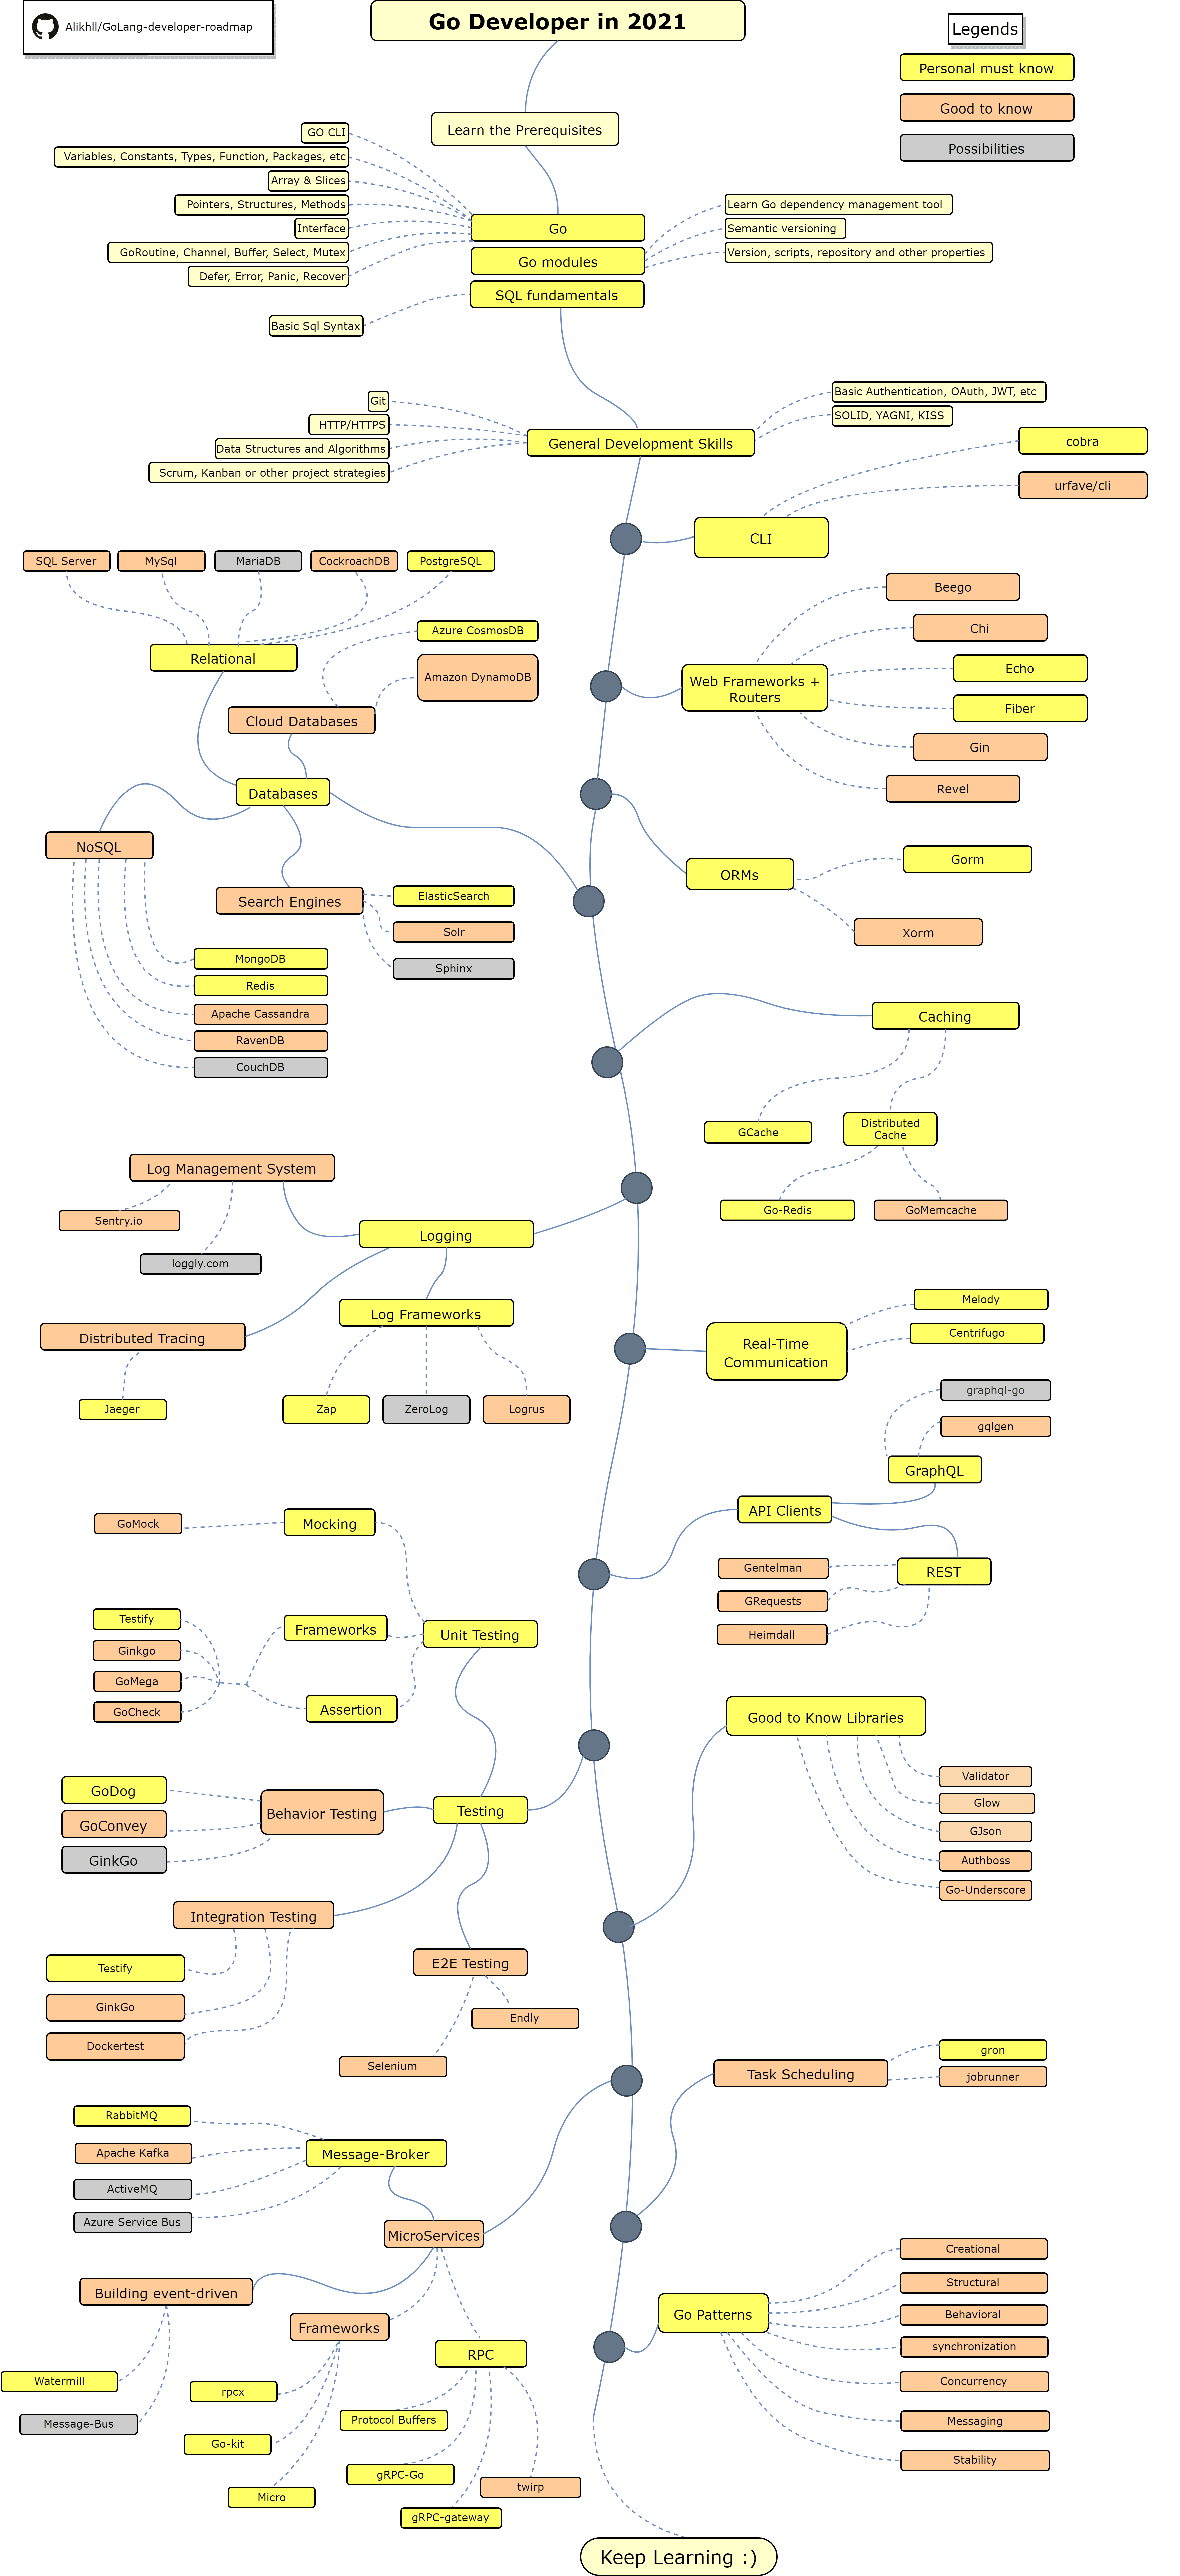 Alikhll/GoLang-developer-roadmap
Go Developer in 2021
Legends
Personal must know
Good to know
Possibilities
Learn the Prerequisites
GO CLI
Variables, Constants, Types, Function, Packages, etc
Array & Slices
Pointers, Structures, Methods
Interface
GoRoutine, Channel, Buffer, Select, Mutex
Defer, Error, Panic, Recover
Go
Go modules
SQL fundamentals
Learn Go dependency management tool
Semantic versioning
Version, scripts, repository and other properties
Basic Sql Syntax
Git
HTTP/HTTPS
Data Structures and Algorithms
Scrum, Kanban or other project strategies
General Development Skills
Basic Authentication, OAuth, JWT, etc
SOLID, YAGNI, KISS
cobra
urfave/cli
CLI
SQL Server
MySql
MariaDB
CockroachDB
PostgreSQL
Relational
Azure CosmosDB
Amazon DynamoDB
Cloud Databases
Databases
NoSQL
Search Engines
ElasticSearch
Solr
Sphinx
MongoDB
Redis
Apache Cassandra
RavenDB
CouchDB
Beego
Chi
Echo
Fiber
Gin
Revel
Web Frameworks +
Routers
ORMs
Gorm
Xorm
Caching
GCache
Distributed
Cache
Go-Redis
GoMemcache
Log Management System
Sentry.io
loggly.com
Logging
Log Frameworks
Distributed Tracing
Jaeger
Zap
ZeroLog
Logrus
Real-Time
Communication
Melody
Centrifugo
graphql-go
gqlgen
GraphQL
API Clients
REST
Gentelman
GRequests
Heimdall
GoMock
Mocking
Testify
Ginkgo
GoMega
GoCheck
Frameworks
Assertion
Unit Testing
Good to Know Libraries
Validator
Glow
GJson
Authboss
Go-Underscore
GoDog
GoConvey
GinkGo
Behavior Testing
Testing
Integration Testing
Testify
GinkGo
Dockertest
E2E Testing
Endly
Selenium
Task Scheduling
gron
jobrunner
RabbitMQ
Apache Kafka
ActiveMQ
Azure Service Bus
Message-Broker
MicroServices
Building event-driven
Watermill
Message-Bus
Frameworks
rpcx
Go-kit
Micro
RPC
Protocol Buffers
gRPC-Go
gRPC-gateway
twirp
Go Patterns
Creational
Structural
Behavioral
synchronization
Concurrency
Messaging
Stability
Keep Learning :)